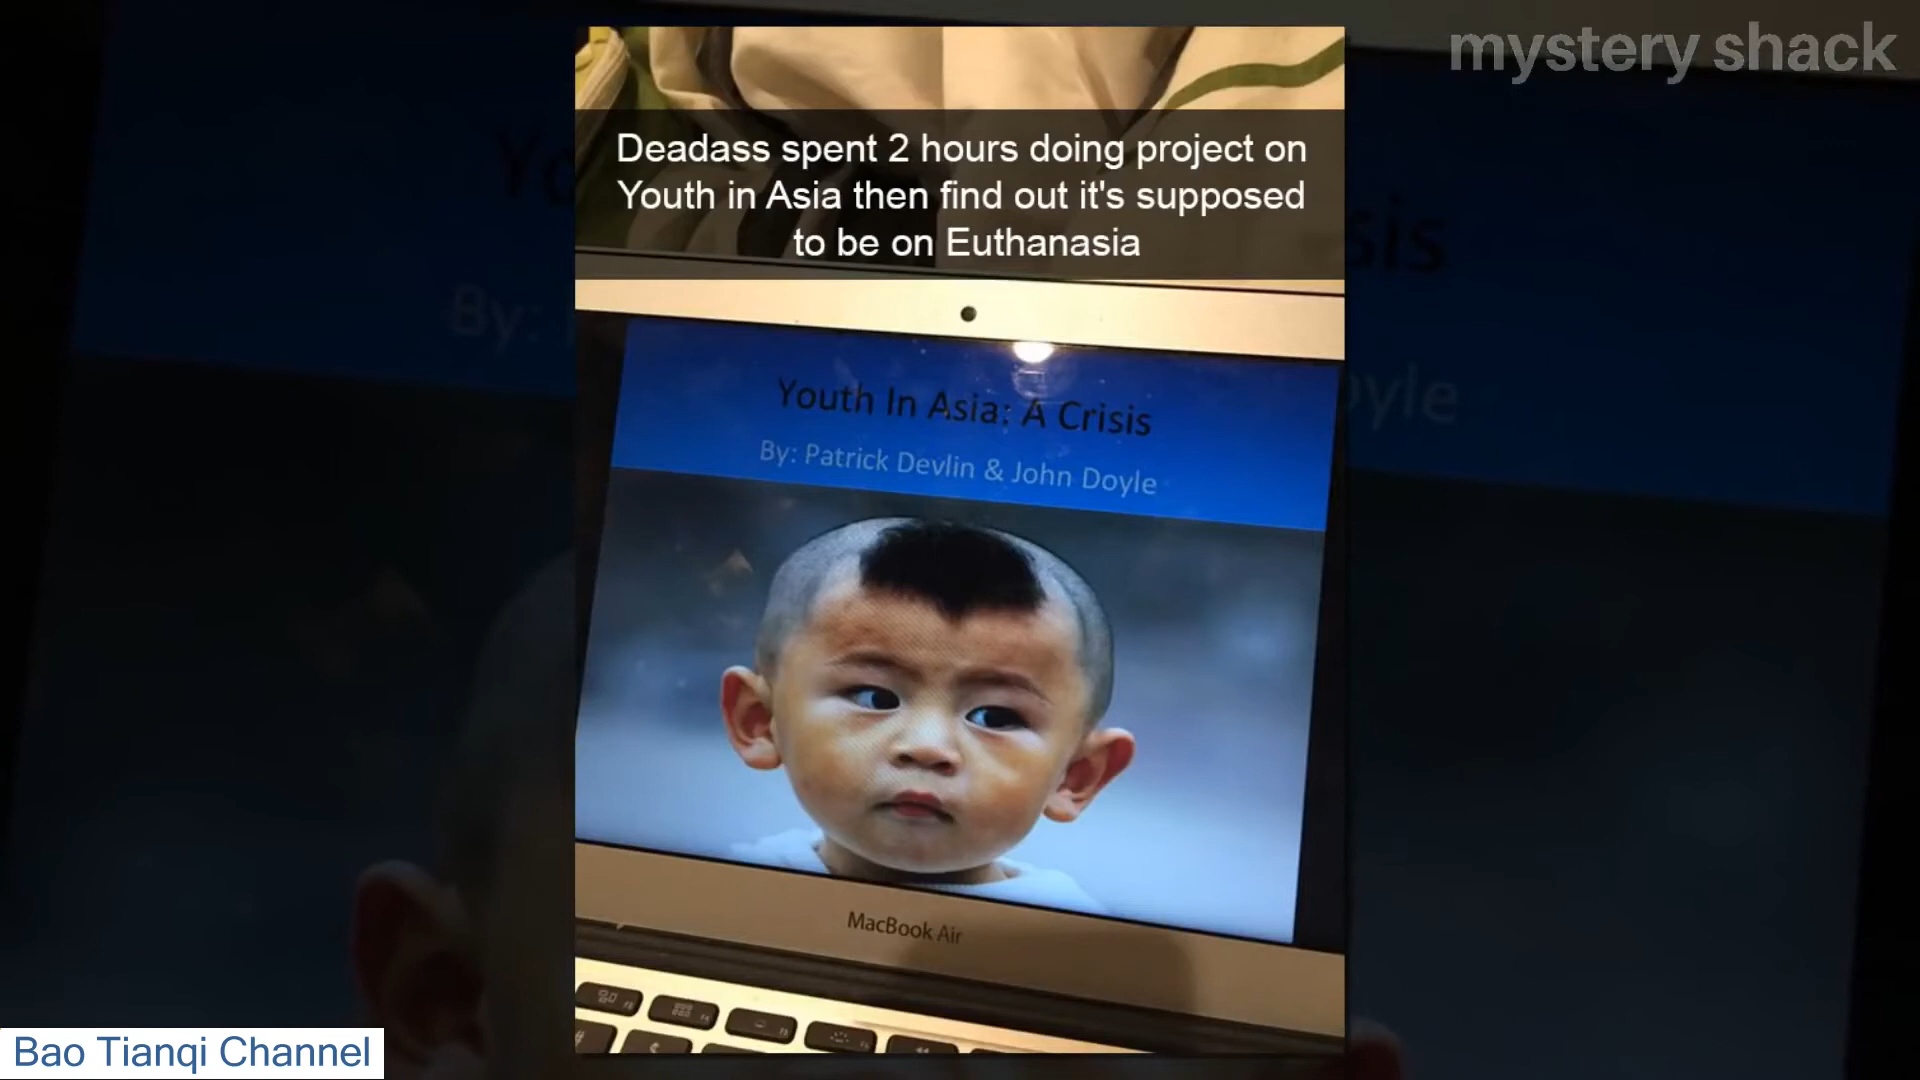 mystery shack
Deadass spent 2 hours doing project on
Youth in Asia then find out it's supposed
to be on Euthanasia
Youth In Asia: A Crisis
By: Patrick Devlin & John Doyle
MacBook Air
Bao Tianqi Channel